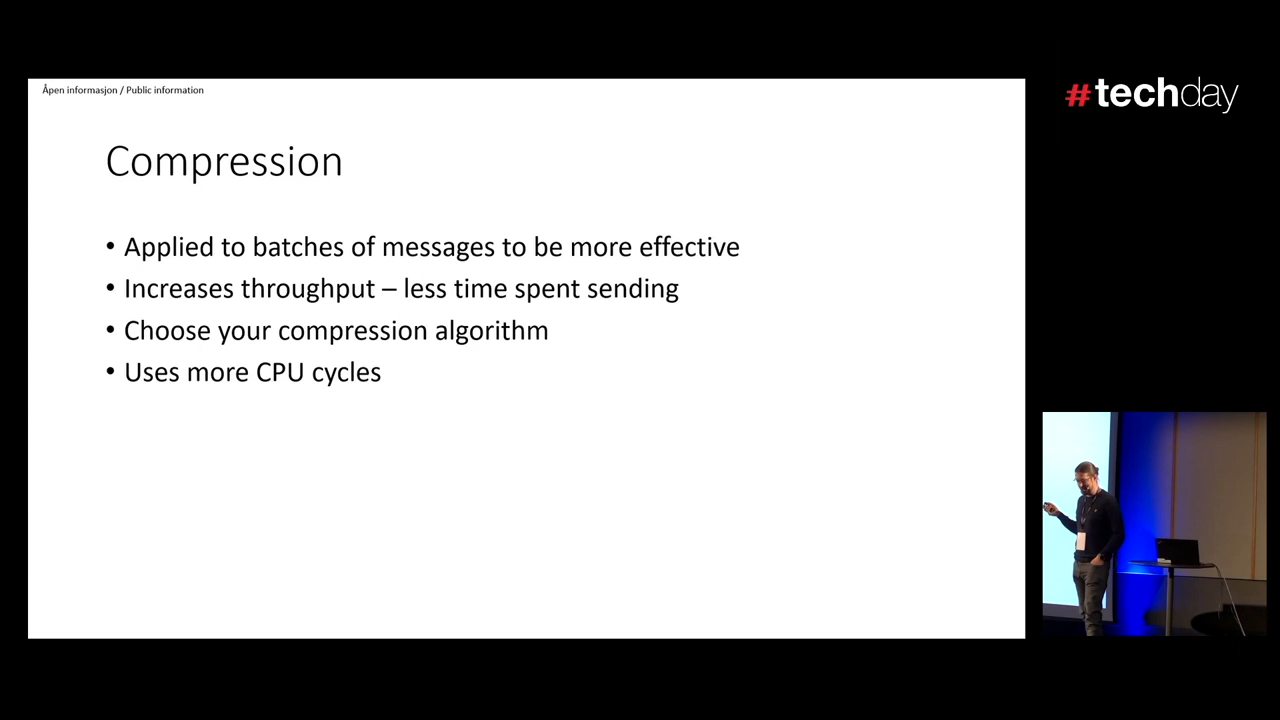 Åpen informasjon / Public information
#techday
Compression
• Applied to batches of messages to be more effective
• Increases throughput – less time spent sending
• Choose your compression algorithm
• Uses more CPU cycles